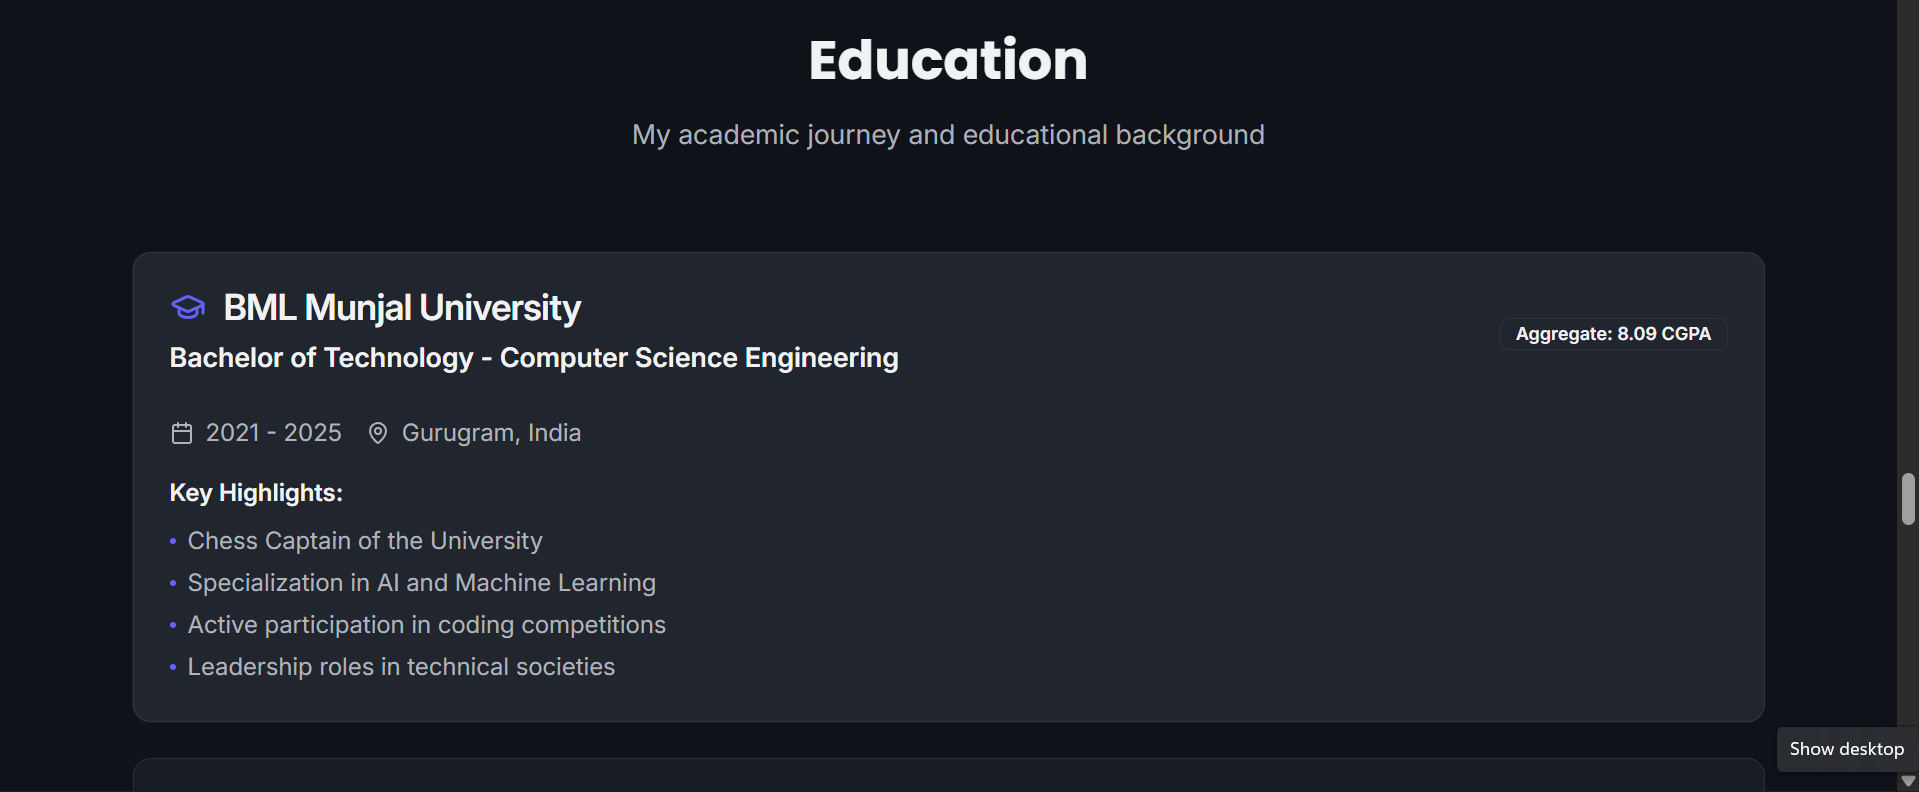 Education
My academic journey and educational background
BML Munjal University
Aggregate: 8.09 CGPA
Bachelor of Technology - Computer Science Engineering
2021 - 2025 Gurugram, India
Key Highlights:
• Chess Captain of the University
• Specialization in AI and Machine Learning
• Active participation in coding competitions
• Leadership roles in technical societies
Show desktop